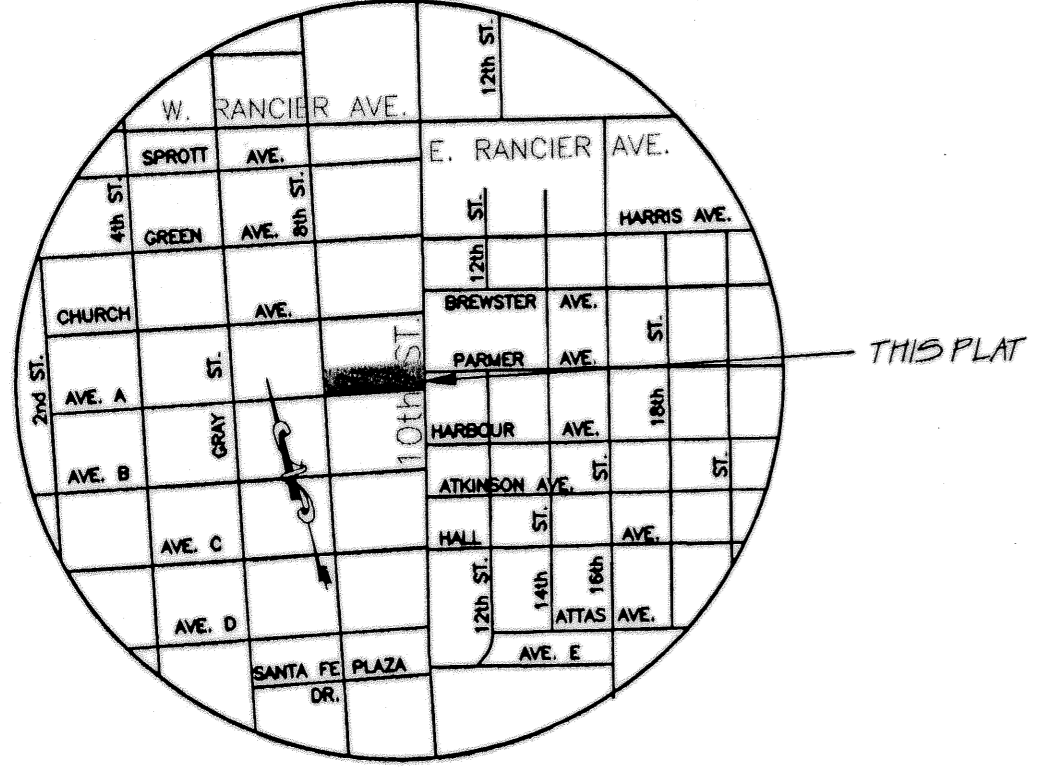 12th ST.
W. RANCIER AVE.
E. RANCIER AVE.
SPROTT AVE.
4th ST.
8th ST.
GREEN AVE.
12th ST.
HARRIS AVE.
CHURCH AVE.
BREWSTER AVE.
2nd ST.
AVE. A
GRAY ST.
10th ST.
PARMER AVE.
18th ST.
THIS PLAT
HARBOUR AVE.
AVE. B
ATKINSON AVE.
ST.
ST.
AVE. C
HALL AVE.
12th ST.
14th ST.
16th
AVE. D
ATTAS AVE.
AVE. E
SANTA FE PLAZA
DR.